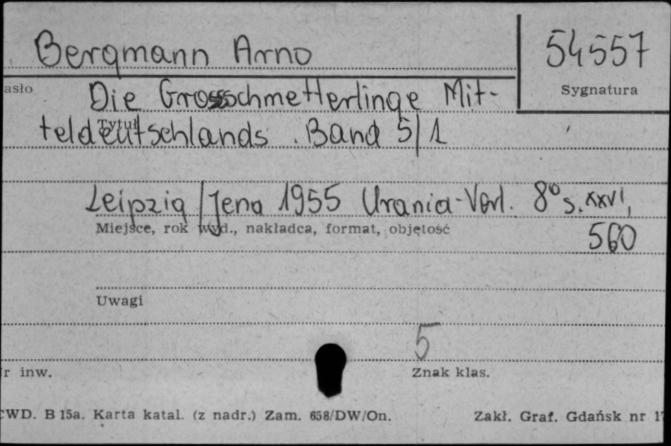 Bergmann Arno
54557
asło
Sygnatura
Die Grossschmetterlinge Mit-
Tytuł
teldeutschlands. Band 5/1
Leipzig/Jena 1955 Urania-Verl. 8° s. XXVI,
Miejsce, rok wyd., nakładca, format, objętość
560
Uwagi
5
r inw.
Znak klas.
CWD. B 15a. Karta katal. (z nadr.) Zam. 658/DW/On.
Zakł. Graf. Gdańsk nr 1